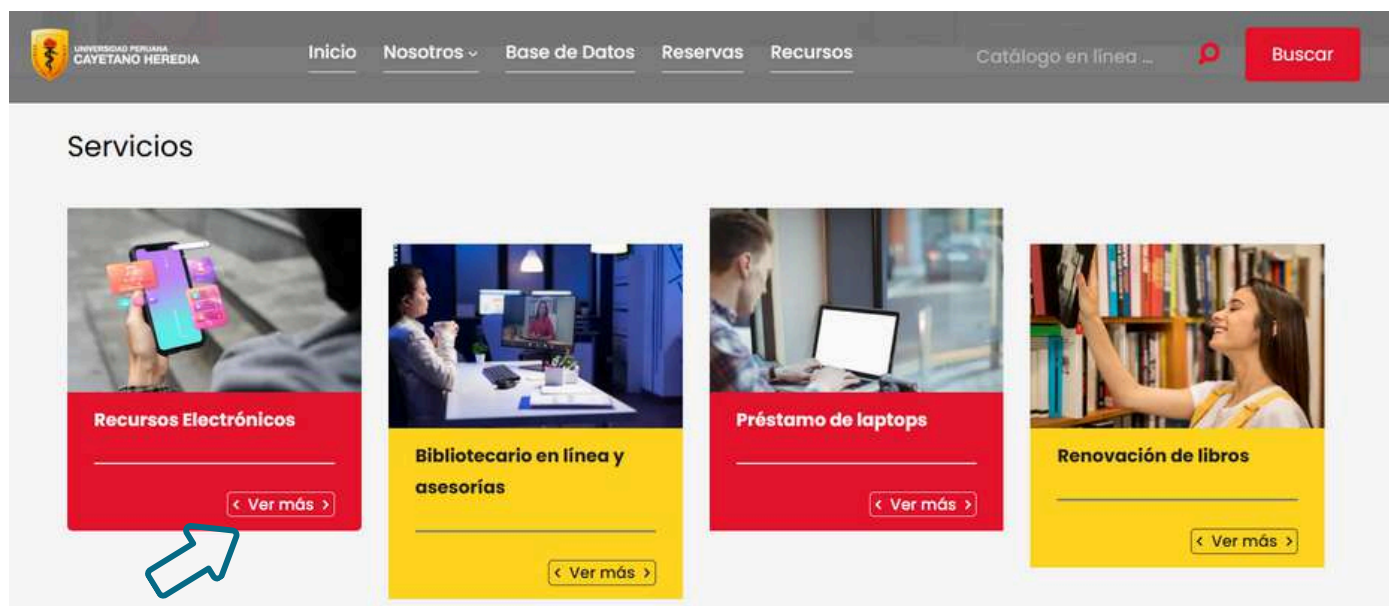 UNIVERSIDAD PERUANA
CAYETANO HEREDIA
Inicio
Nosotros
Base de Datos
Reservas
Recursos
Catálogo en línea ...
Buscar
Servicios
Recursos Electrónicos
< Ver más >
Bibliotecario en línea y
asesorías
< Ver más >
Préstamo de laptops
< Ver más >
Renovación de libros
< Ver más >